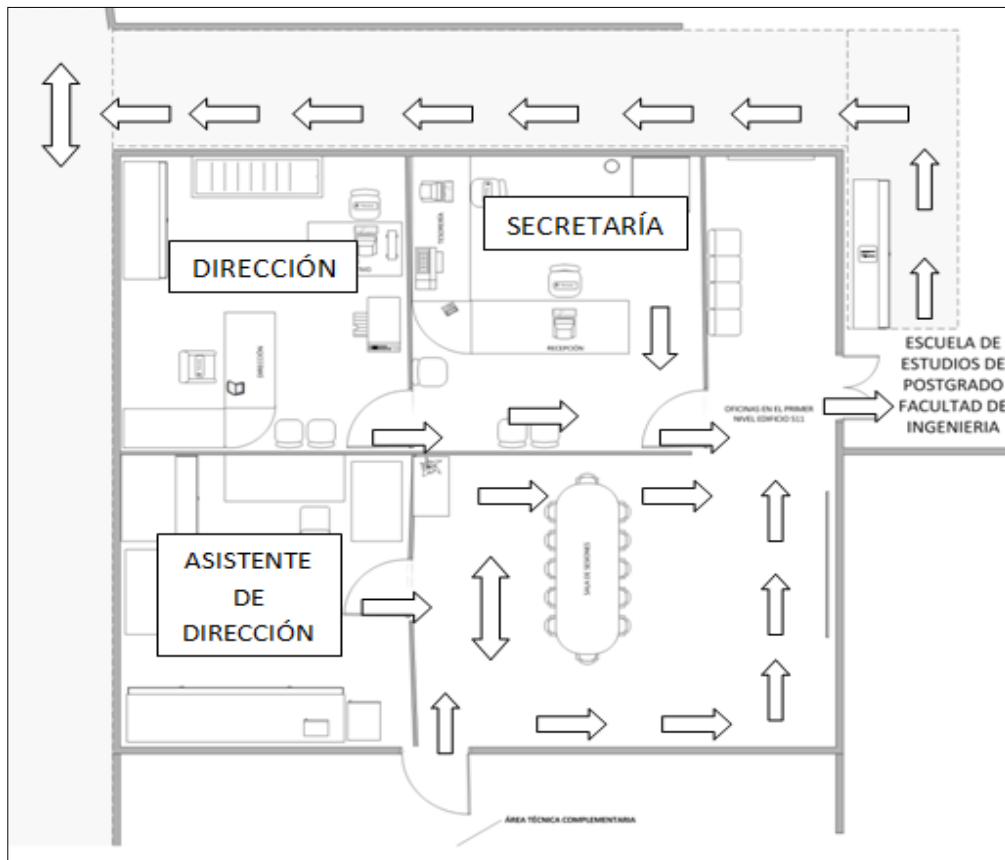 DIRECCIÓN
SECRETARÍA
TESORERÍA
RECEPCIÓN
DIRECCIÓN
ESCUELA DE
ESTUDIOS DE
POSTGRADO
FACULTAD DE
INGENIERIA
OFICINAS EN EL PRIMER
NIVEL EDIFICIO S11
ASISTENTE
DE
DIRECCIÓN
SALA DE SESIONES
ÁREA TÉCNICA COMPLEMENTARIA